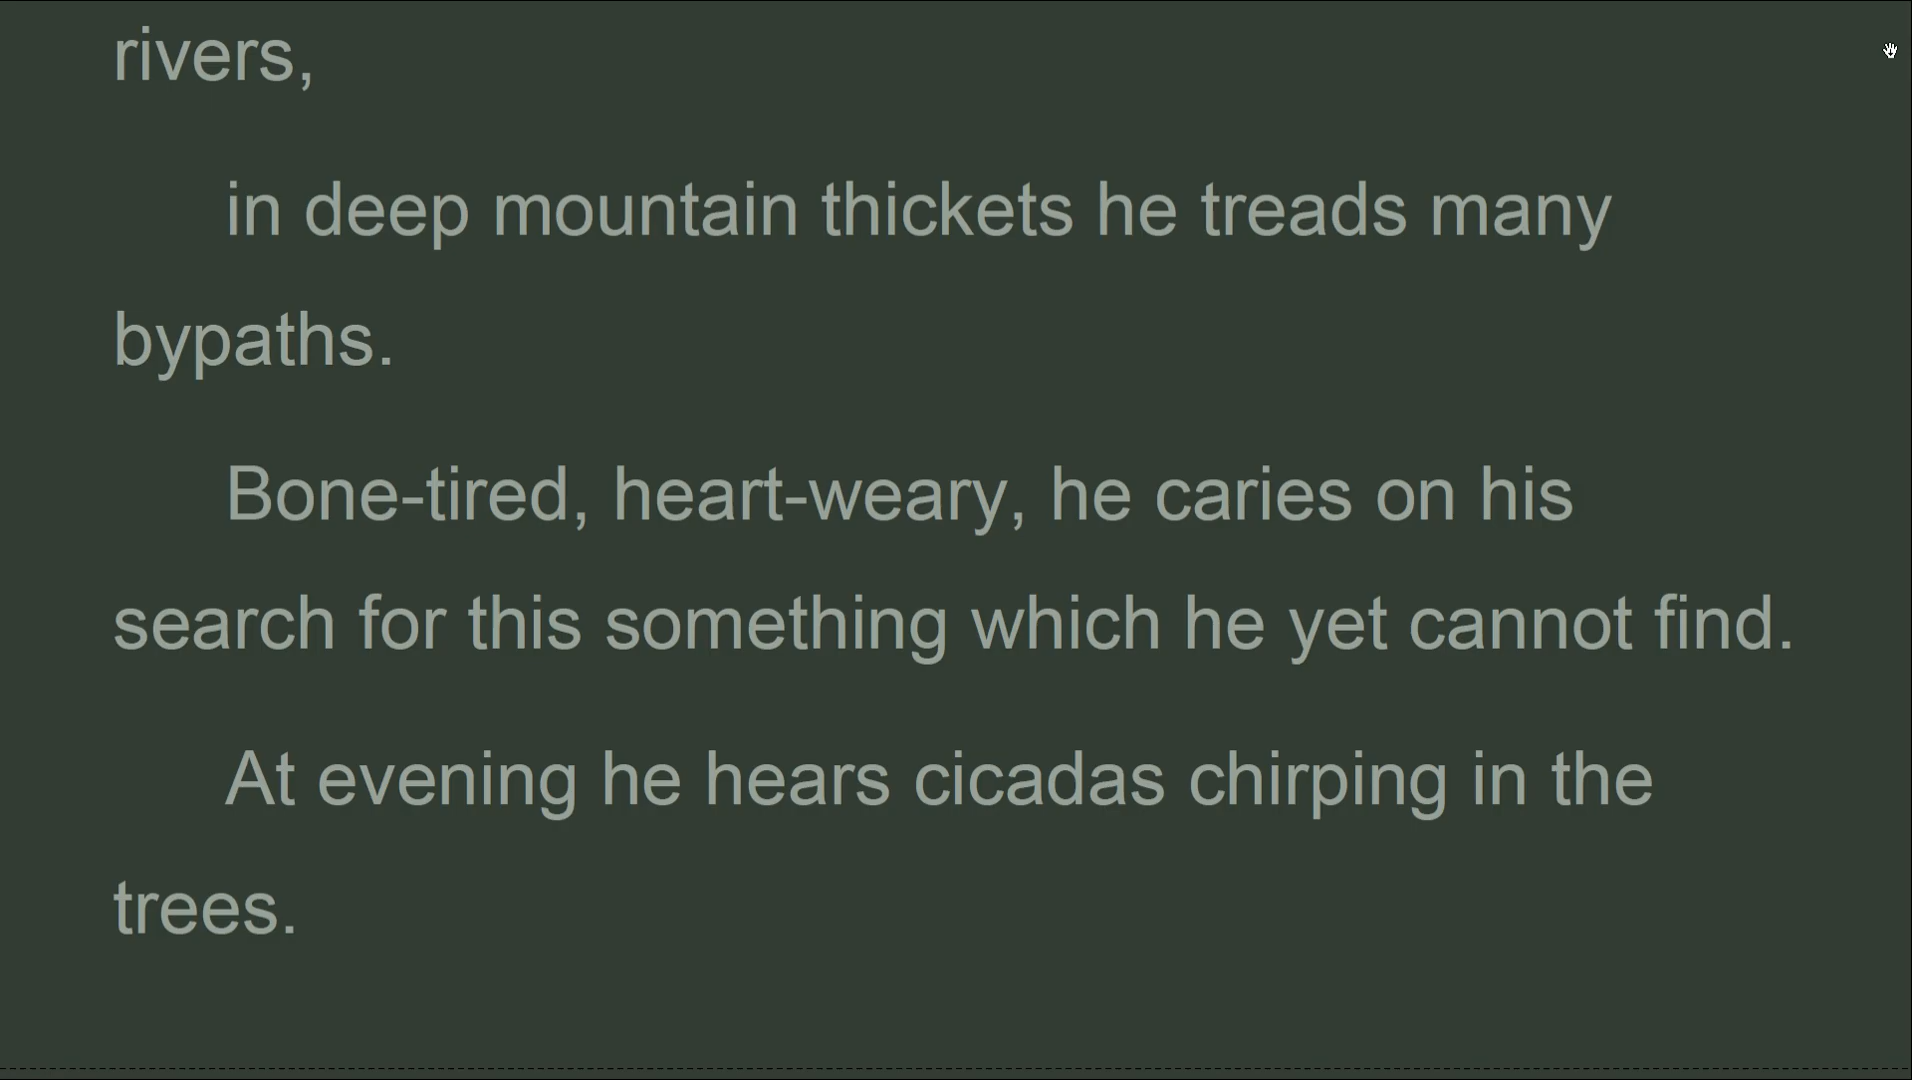 rivers,
in deep mountain thickets he treads many
bypaths.
Bone-tired, heart-weary, he caries on his
search for this something which he yet cannot find.
At evening he hears cicadas chirping in the
trees.